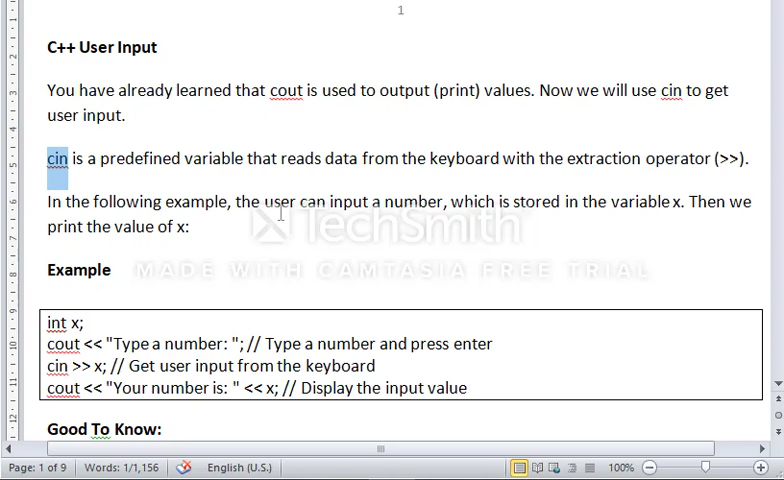 1
C++ User Input
You have already learned that cout is used to output (print) values. Now we will use cin to get
user input.
cin is a predefined variable that reads data from the keyboard with the extraction operator (>>).
In the following example, the user can input a number, which is stored in the variable x. Then we
print the value of x:
TechSmith
Example
MADE WITH CAMTASIA FREE TRIAL
int x;
cout << "Type a number: "; // Type a number and press enter
cin >> x; // Get user input from the keyboard
cout << "Your number is: " << x; // Display the input value
Good To Know:
Page: 1 of 9 Words: 1/1,156 English (U.S.) 100%